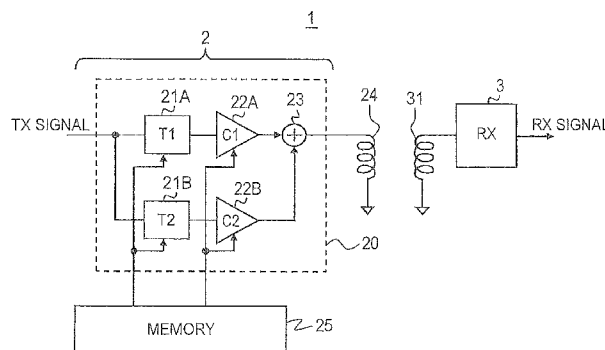 1
2
21A
22A
23
24
31
3
TX SIGNAL
T1
C1
RX
RX SIGNAL
21B
22B
T2
C2
20
MEMORY
25